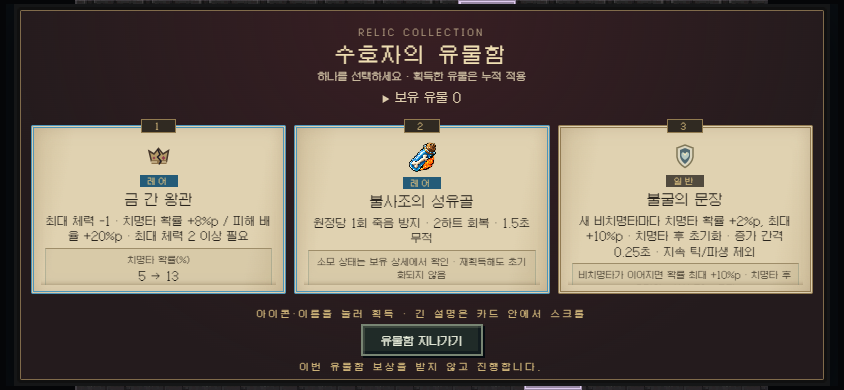 RELIC COLLECTION
수호자의 유물함
하나를 선택하세요 · 획득한 유물은 누적 적용
▶ 보유 유물 0
1
레어
금 간 왕관
최대 체력 -1 · 치명타 확률 +8%p / 피해 배
율 +20%p · 최대 체력 2 이상 필요
치명타 확률(%)
5 → 13
2
레어
불사조의 성유골
원정당 1회 죽음 방지 · 2하트 회복 · 1.5초
무적
소모 상태는 보유 상세에서 확인 · 재획득해도 초기
화되지 않음
3
일반
불굴의 문장
새 비치명타마다 치명타 확률 +2%p, 최대
+10%p · 치명타 후 초기화 · 증가 간격
0.25초 · 지속 틱/파생 제외
비치명타가 이어지면 확률 최대 +10%p · 치명타 후
아이콘·이름을 눌러 획득 · 긴 설명은 카드 안에서 스크롤
유물함 지나가기
이번 유물함 보상을 받지 않고 진행합니다.